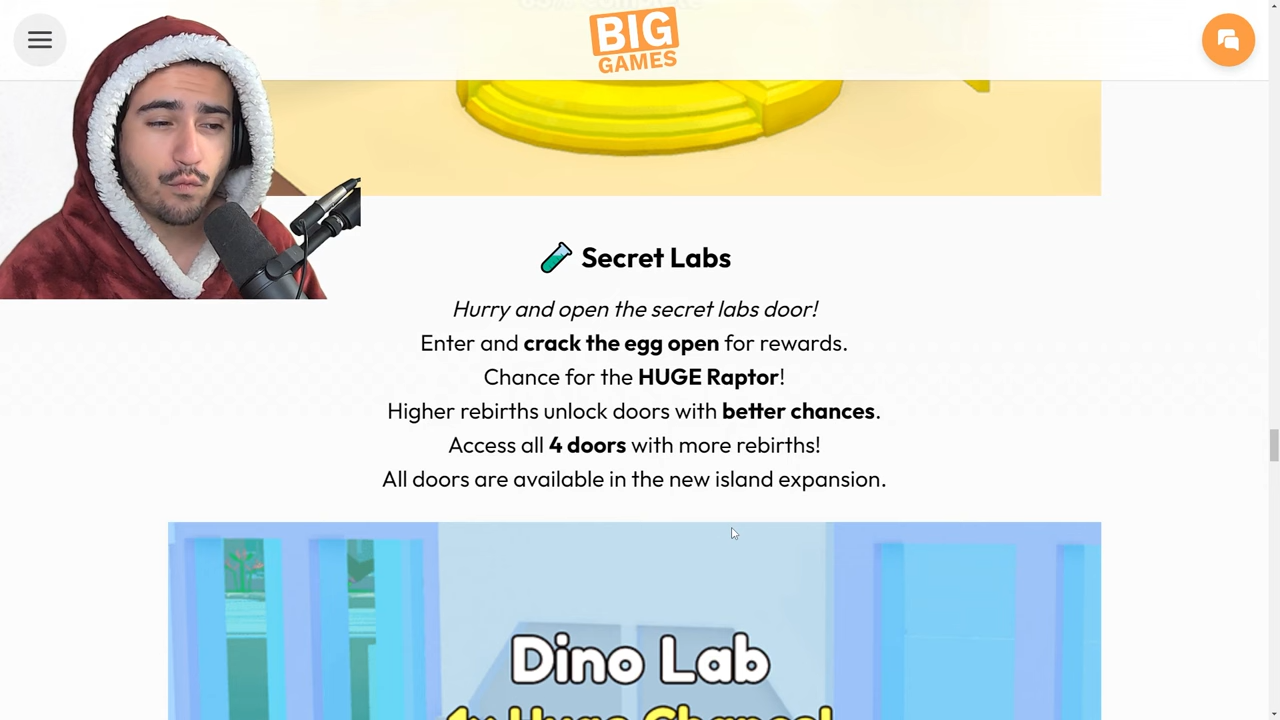 BIG
GAMES
Secret Labs
Hurry and open the secret labs door!
Enter and crack the egg open for rewards.
Chance for the HUGE Raptor!
Higher rebirths unlock doors with better chances.
Access all 4 doors with more rebirths!
All doors are available in the new island expansion.
Dino Lab
Huge Chance!